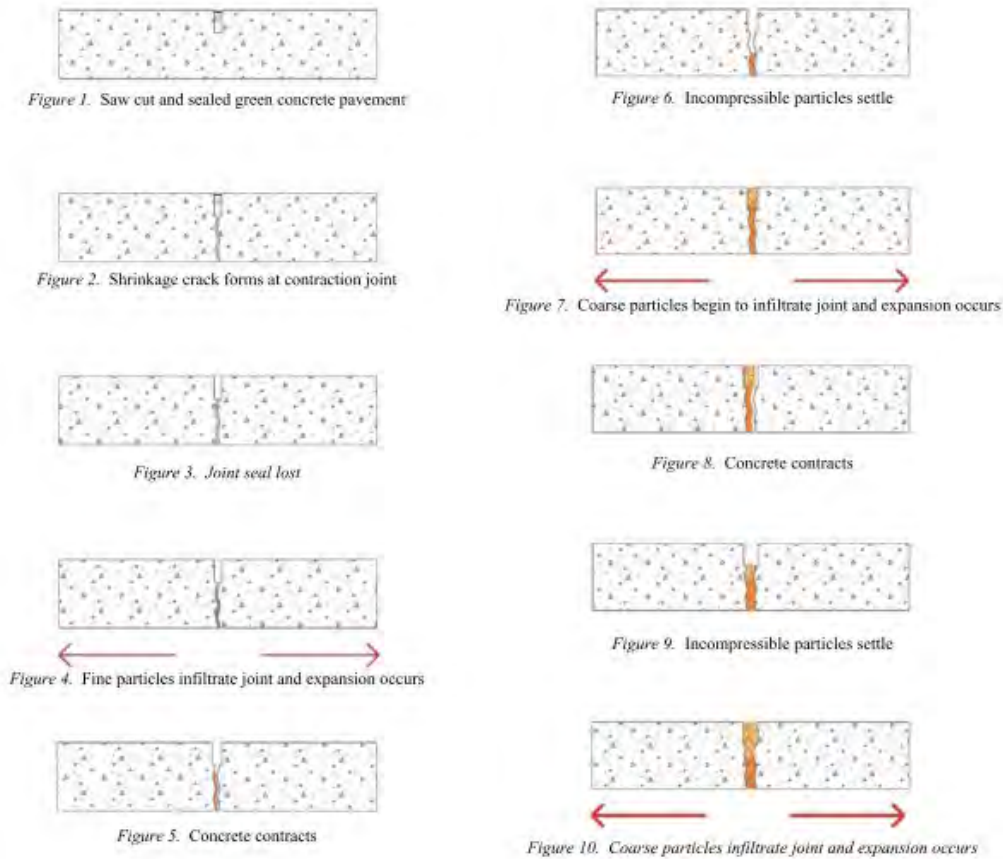 Figure 1. Saw cut and sealed green concrete pavement
Figure 2. Shrinkage crack forms at contraction joint
Figure 3. Joint seal lost
Figure 4. Fine particles infiltrate joint and expansion occurs
Figure 5. Concrete contracts
Figure 6. Incompressible particles settle
Figure 7. Coarse particles begin to infiltrate joint and expansion occurs
Figure 8. Concrete contracts
Figure 9. Incompressible particles settle
Figure 10. Coarse particles infiltrate joint and expansion occurs